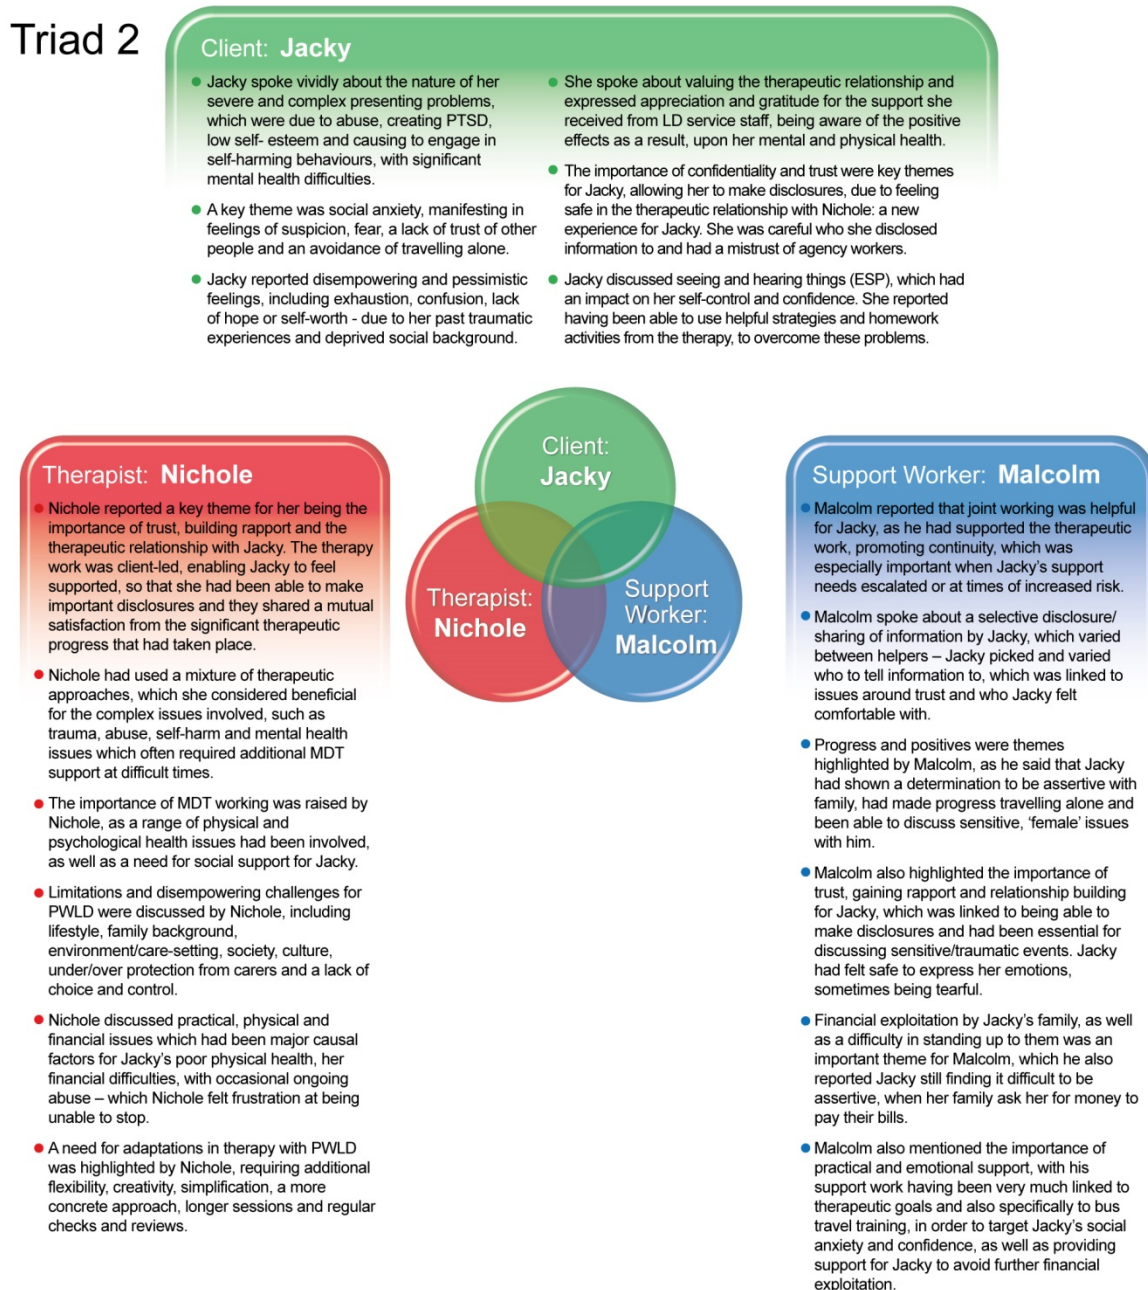 Triad 2
Client: Jacky
● Jacky spoke vividly about the nature of her
severe and complex presenting problems,
which were due to abuse, creating PTSD,
low self- esteem and causing to engage in
self-harming behaviours, with significant
mental health difficulties.
● A key theme was social anxiety, manifesting in
feelings of suspicion, fear, a lack of trust of other
people and an avoidance of travelling alone.
● Jacky reported disempowering and pessimistic
feelings, including exhaustion, confusion, lack
of hope or self-worth - due to her past traumatic
experiences and deprived social background.
● She spoke about valuing the therapeutic relationship and
expressed appreciation and gratitude for the support she
received from LD service staff, being aware of the positive
effects as a result, upon her mental and physical health.
● The importance of confidentiality and trust were key themes
for Jacky, allowing her to make disclosures, due to feeling
safe in the therapeutic relationship with Nichole: a new
experience for Jacky. She was careful who she disclosed
information to and had a mistrust of agency workers.
● Jacky discussed seeing and hearing things (ESP), which had
an impact on her self-control and confidence. She reported
having been able to use helpful strategies and homework
activities from the therapy, to overcome these problems.
Client:
Jacky
Therapist:
Nichole
Support
Worker:
Malcolm
Therapist: Nichole
● Nichole reported a key theme for her being the
importance of trust, building rapport and the
therapeutic relationship with Jacky. The therapy
work was client-led, enabling Jacky to feel
supported, so that she had been able to make
important disclosures and they shared a mutual
satisfaction from the significant therapeutic
progress that had taken place.
● Nichole had used a mixture of therapeutic
approaches, which she considered beneficial
for the complex issues involved, such as
trauma, abuse, self-harm and mental health
issues which often required additional MDT
support at difficult times.
● The importance of MDT working was raised by
Nichole, as a range of physical and
psychological health issues had been involved,
as well as a need for social support for Jacky.
● Limitations and disempowering challenges for
PWLD were discussed by Nichole, including
lifestyle, family background,
environment/care-setting, society, culture,
under/over protection from carers and a lack of
choice and control.
● Nichole discussed practical, physical and
financial issues which had been major causal
factors for Jacky's poor physical health, her
financial difficulties, with occasional ongoing
abuse – which Nichole felt frustration at being
unable to stop.
● A need for adaptations in therapy with PWLD
was highlighted by Nichole, requiring additional
flexibility, creativity, simplification, a more
concrete approach, longer sessions and regular
checks and reviews.
Support Worker: Malcolm
● Malcolm reported that joint working was helpful
for Jacky, as he had supported the therapeutic
work, promoting continuity, which was
especially important when Jacky's support
needs escalated or at times of increased risk.
● Malcolm spoke about a selective disclosure/
sharing of information by Jacky, which varied
between helpers – Jacky picked and varied
who to tell information to, which was linked to
issues around trust and who Jacky felt
comfortable with.
● Progress and positives were themes
highlighted by Malcolm, as he said that Jacky
had shown a determination to be assertive with
family, had made progress travelling alone and
been able to discuss sensitive, 'female' issues
with him.
● Malcolm also highlighted the importance of
trust, gaining rapport and relationship building
for Jacky, which was linked to being able to
make disclosures and had been essential for
discussing sensitive/traumatic events. Jacky
had felt safe to express her emotions,
sometimes being tearful.
● Financial exploitation by Jacky's family, as well
as a difficulty in standing up to them was an
important theme for Malcolm, which he also
reported Jacky still finding it difficult to be
assertive, when her family ask her for money to
pay their bills.
● Malcolm also mentioned the importance of
practical and emotional support, with his
support work having been very much linked to
therapeutic goals and also specifically to bus
travel training, in order to target Jacky's social
anxiety and confidence, as well as providing
support for Jacky to avoid further financial
exploitation.